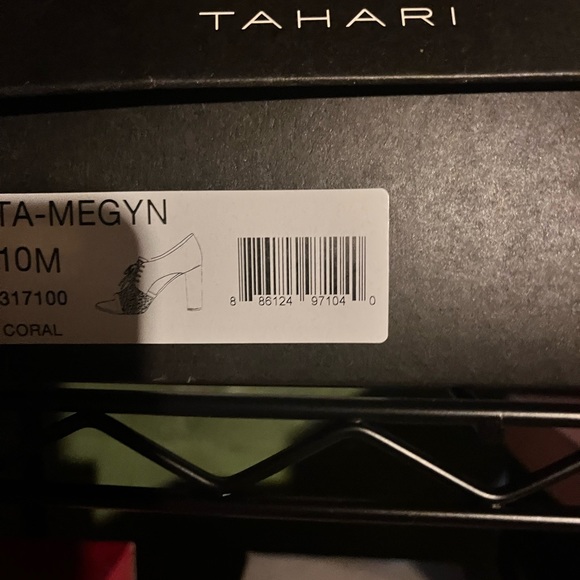 TAHARI
TA-MEGYN
10M
317100
CORAL
8 86124 97104 0